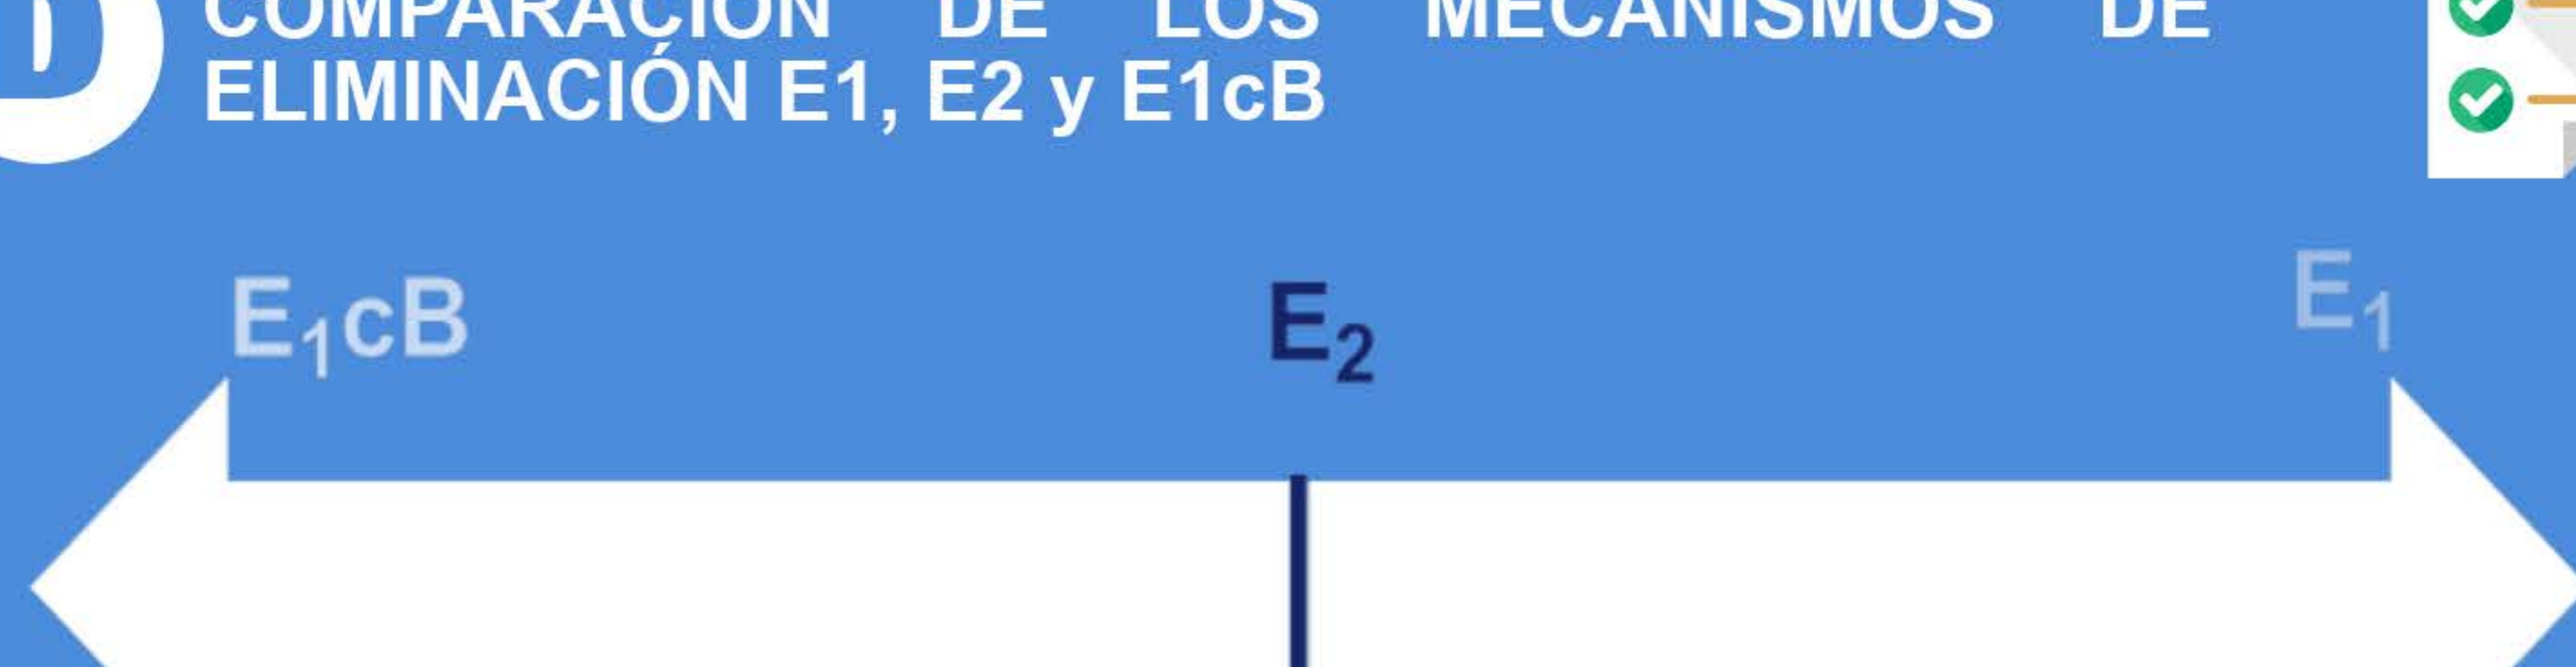 COMPARACIÓN DE LOS MECANISMOS DE
ELIMINACIÓN E1, E2 y E1cB
E₁cB
E₂
E₁